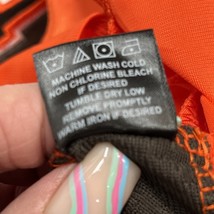 MACHINE WASH COLD
NON CHLORINE BLEACH
IF DESIRED
TUMBLE DRY LOW
REMOVE PROMPTLY
WARM IRON IF DESIRED